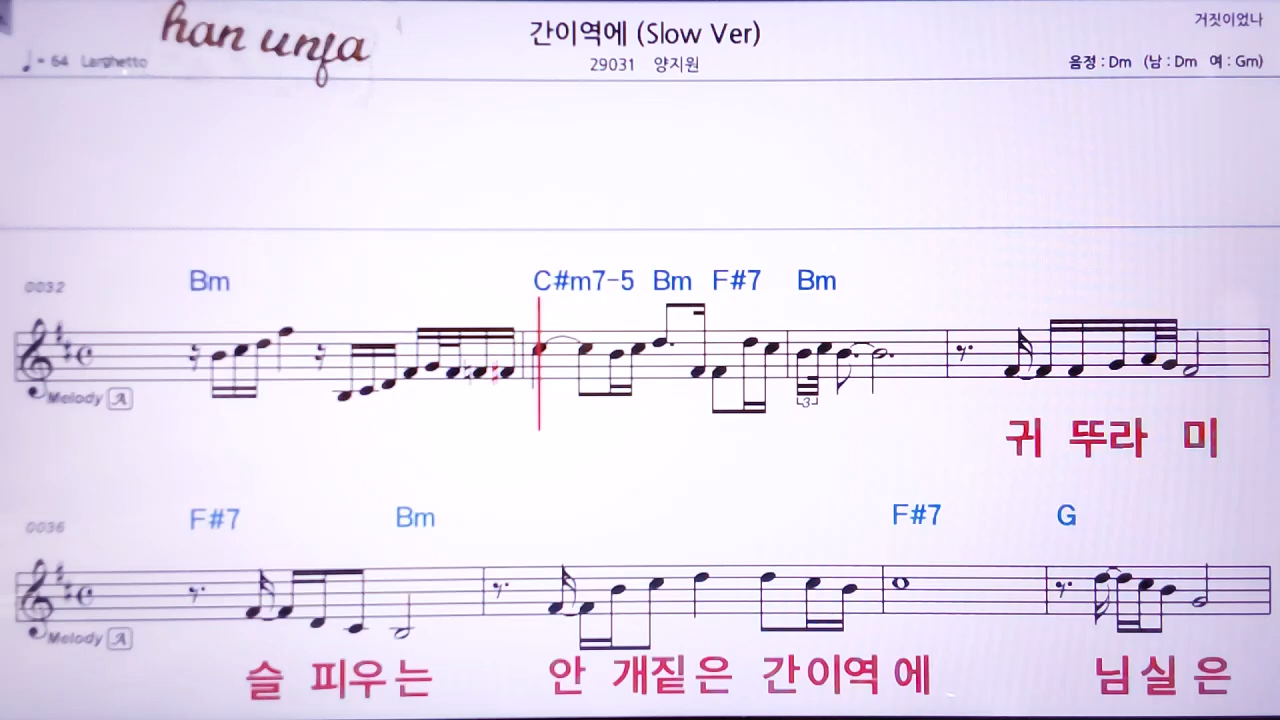 han unja
간이역에 (Slow Ver)
거짓이었나
♩= 64 Larghetto
29031 양지원
음정 : Dm (남 : Dm 여 : Gm)
0032 Bm C#m7-5 Bm F#7 Bm
3
Melody A
귀 뚜라 미
0036 F#7 Bm F#7 G
Melody A
슬 피우는 안 개짙은 간이역에 님실은